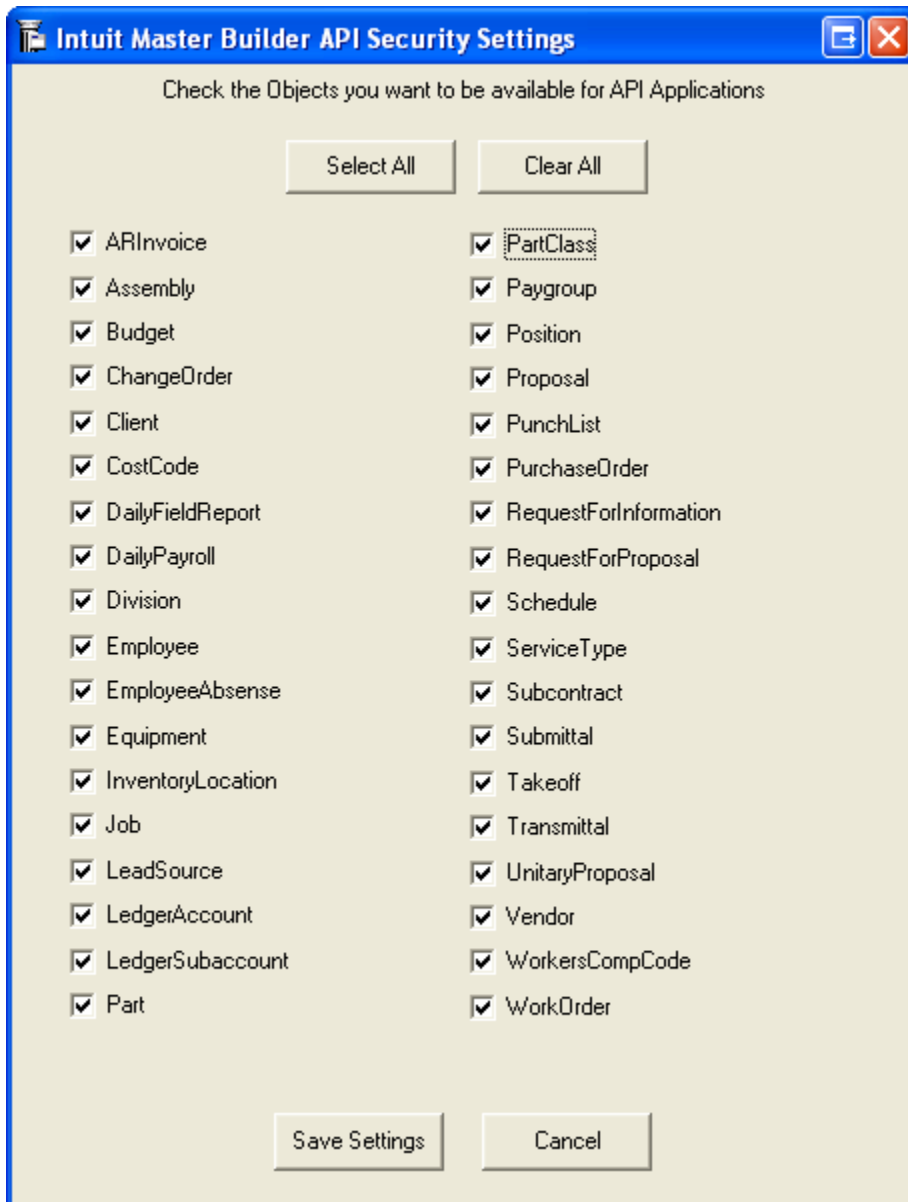 Intuit Master Builder API Security Settings
Check the Objects you want to be available for API Applications
Select All Clear All
ARInvoice
Assembly
Budget
ChangeOrder
Client
CostCode
DailyFieldReport
DailyPayroll
Division
Employee
EmployeeAbsense
Equipment
InventoryLocation
Job
LeadSource
LedgerAccount
LedgerSubaccount
Part
PartClass
Paygroup
Position
Proposal
PunchList
PurchaseOrder
RequestForInformation
RequestForProposal
Schedule
ServiceType
Subcontract
Submittal
Takeoff
Transmittal
UnitaryProposal
Vendor
WorkersCompCode
WorkOrder
Save Settings Cancel